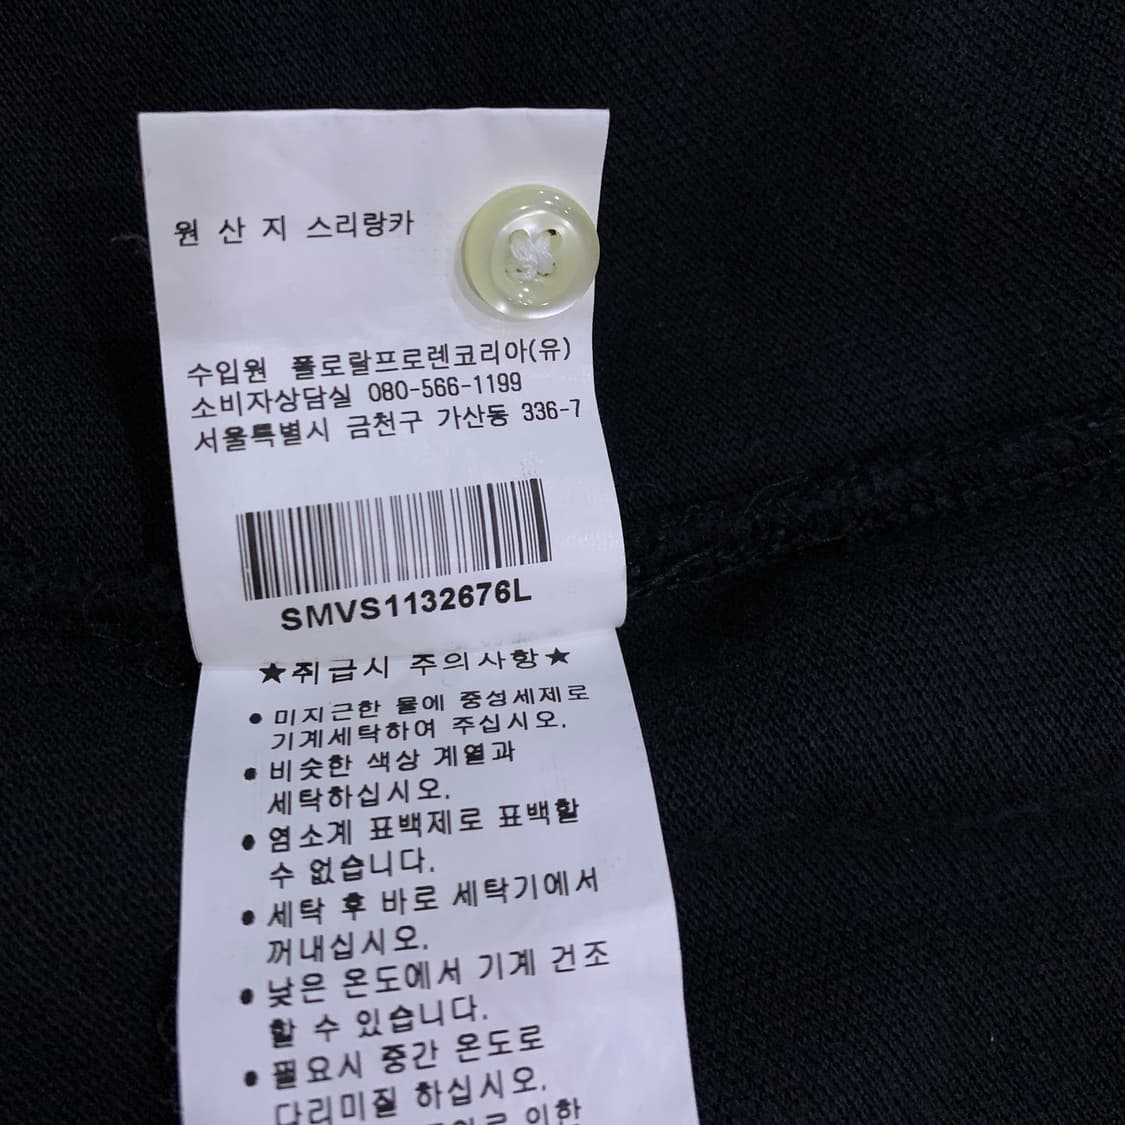 원 산 지 스리랑카
수입원 폴로랄프로렌코리아(유)
소비자상담실 080-566-1199
서울특별시 금천구 가산동 336-7
SMVS1132676L
★취급시 주의사항★
● 미지근한 물에 중성세제로
기계세탁하여 주십시오.
● 비슷한 색상 계열과
세탁하십시오.
● 염소계 표백제로 표백할
수 없습니다.
● 세탁 후 바로 세탁기에서
꺼내십시오.
● 낮은 온도에서 기계 건조
할 수 있습니다.
● 필요시 중간 온도로
다리미질 하십시오.
의한